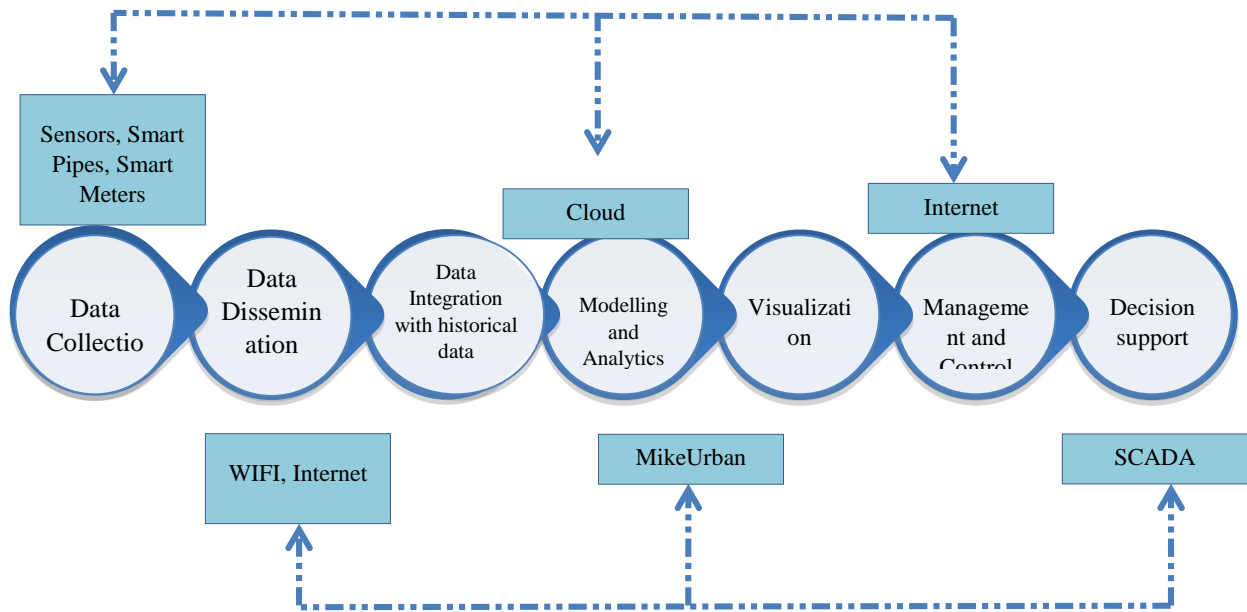 Sensors, Smart
Pipes, Smart
Meters
Cloud
Internet
Data
Collectio
Data
Dissemin
ation
Data
Integration
with historical
data
Modelling
and
Analytics
Visualizati
on
Manageme
nt and
Control
Decision
support
WIFI, Internet
MikeUrban
SCADA